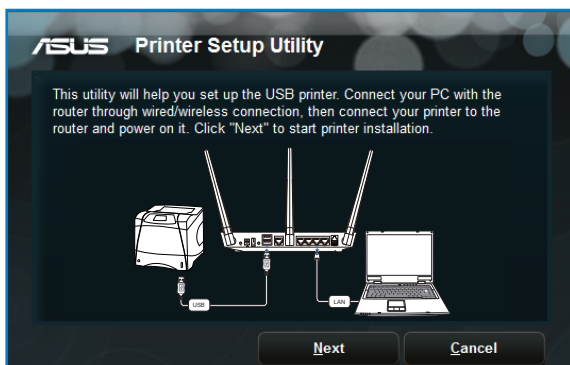 ASUS Printer Setup Utility
This utility will help you set up the USB printer. Connect your PC with the
router through wired/wireless connection, then connect your printer to the
router and power on it. Click "Next" to start printer installation.
USB
LAN
Next
Cancel